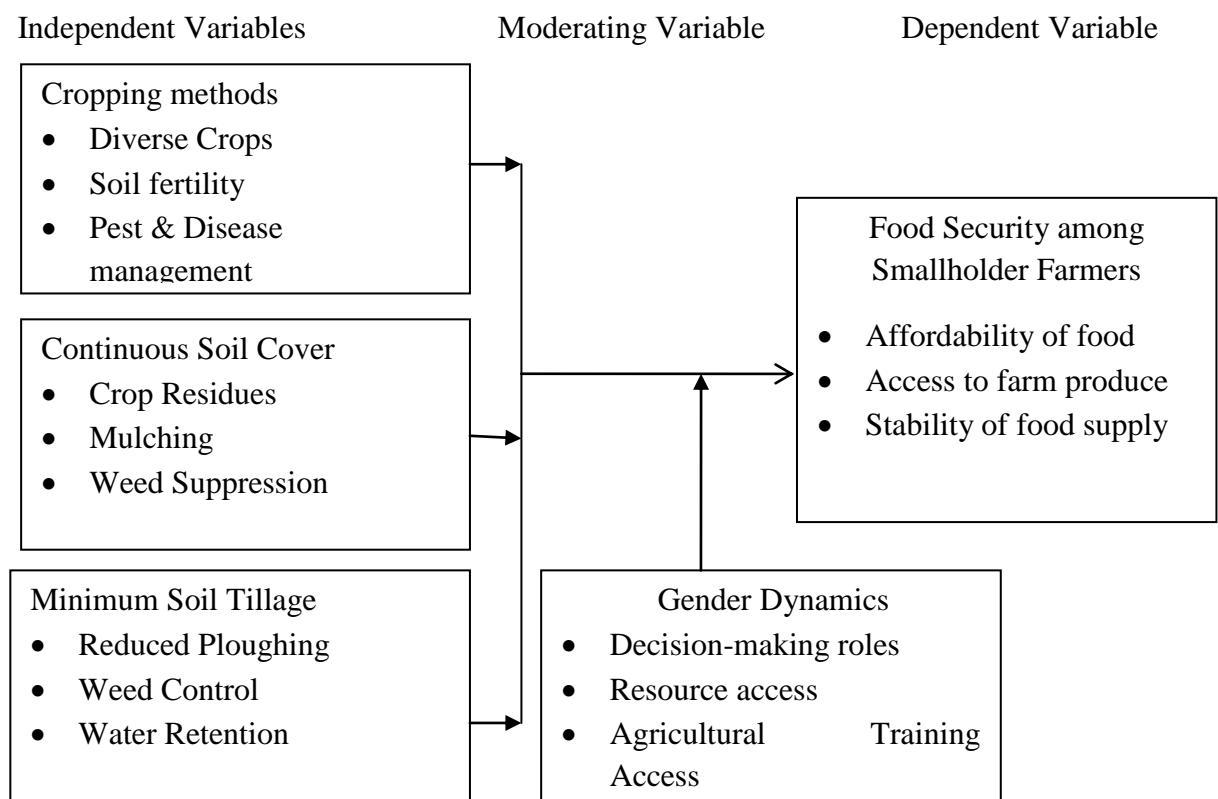 Independent Variables
Moderating Variable
Dependent Variable
Cropping methods
• Diverse Crops
• Soil fertility
• Pest & Disease
management
Continuous Soil Cover
• Crop Residues
• Mulching
• Weed Suppression
Minimum Soil Tillage
• Reduced Ploughing
• Weed Control
• Water Retention
Gender Dynamics
• Decision-making roles
• Resource access
• Agricultural Training
Access
Food Security among
Smallholder Farmers
• Affordability of food
• Access to farm produce
• Stability of food supply